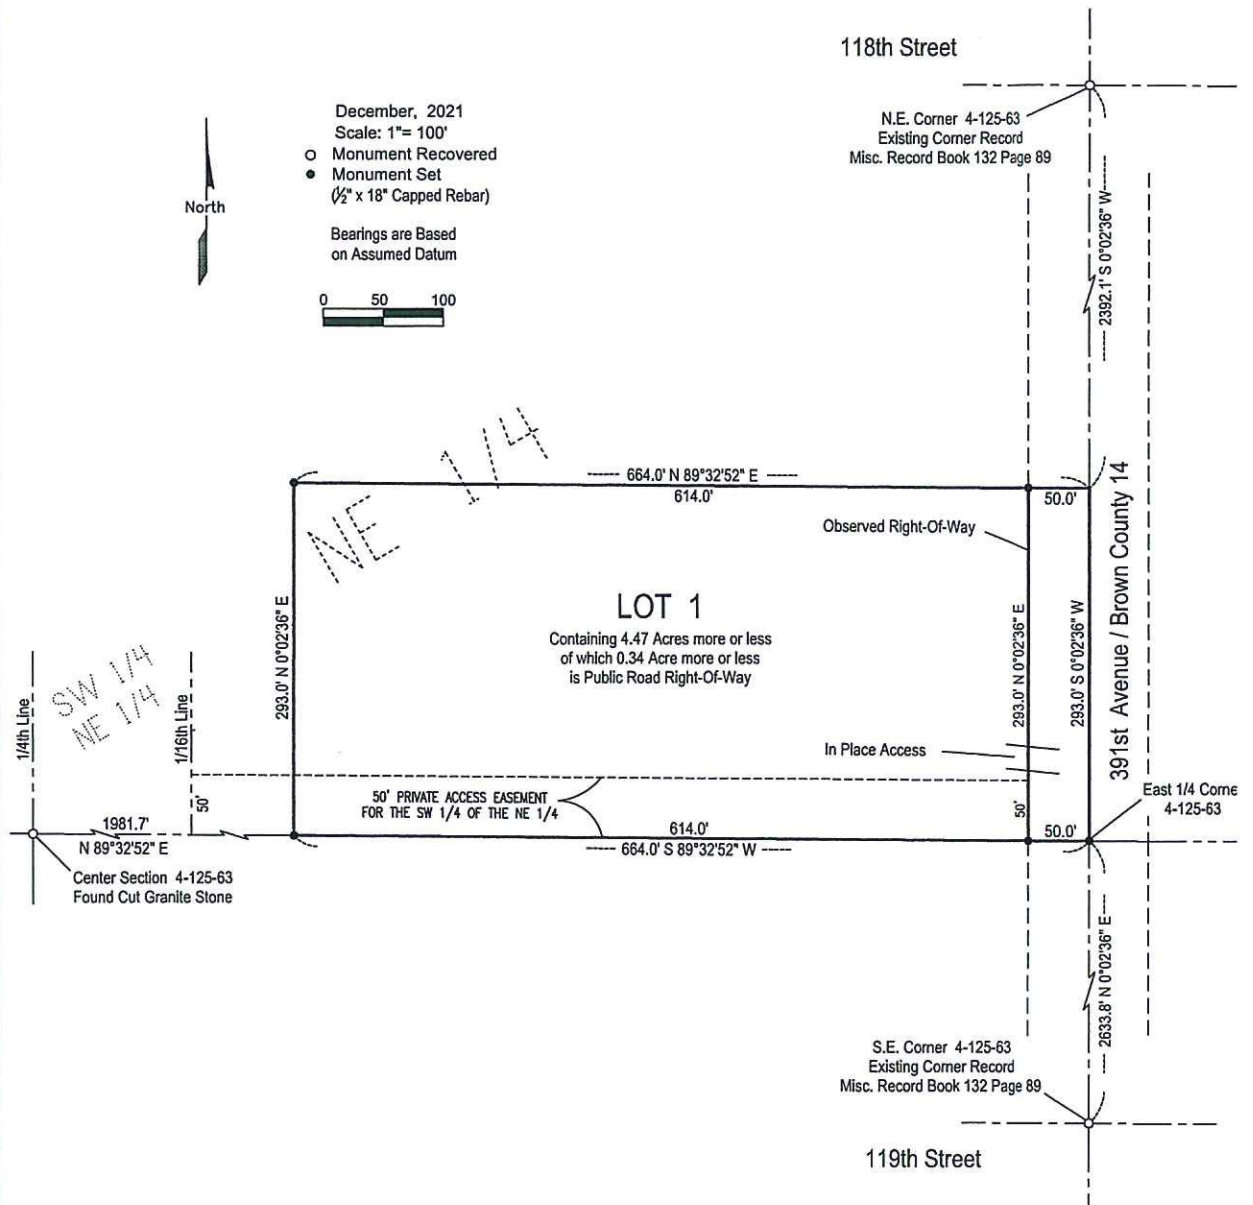 118th Street
N.E. Corner 4-125-63
Existing Corner Record
Misc. Record Book 132 Page 89
December, 2021
Scale: 1"= 100'
Monument Recovered
Monument Set
(½" x 18" Capped Rebar)
North
Bearings are Based
on Assumed Datum
0 50 100
2392.1' S 0°02'36" W
NE 1/4
664.0' N 89°32'52" E
614.0'
50.0'
Observed Right-Of-Way
391st Avenue / Brown County 14
LOT 1
Containing 4.47 Acres more or less
of which 0.34 Acre more or less
is Public Road Right-Of-Way
293.0' N 0°02'36" E
293.0' N 0°02'36" E
293.0' S 0°02'36" W
SW 1/4
NE 1/4
1/4th Line
1/16th Line
In Place Access
50'
50' PRIVATE ACCESS EASEMENT
FOR THE SW 1/4 OF THE NE 1/4
50'
East 1/4 Corne
4-125-63
1981.7'
N 89°32'52" E
614.0'
50.0'
664.0' S 89°32'52" W
Center Section 4-125-63
Found Cut Granite Stone
2633.8' N 0°02'36" E
S.E. Corner 4-125-63
Existing Corner Record
Misc. Record Book 132 Page 89
119th Street